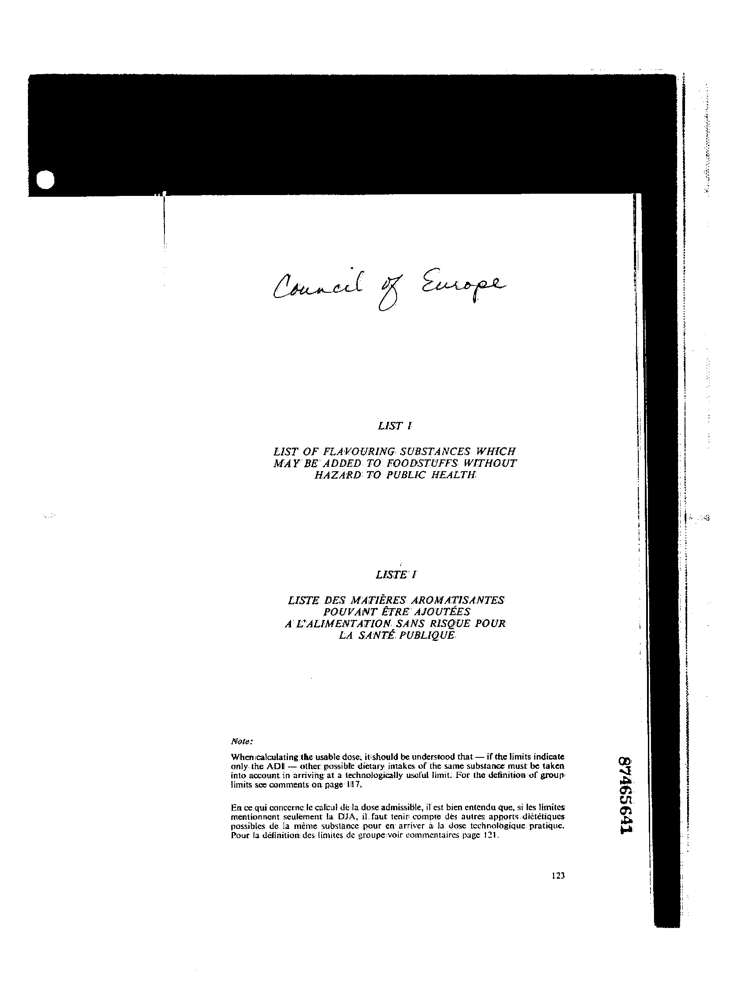 Council of Europe
LIST I
LIST OF FLAVOURING SUBSTANCES WHICH
MAY BE ADDED TO FOODSTUFFS WITHOUT
HAZARD TO PUBLIC HEALTH
LISTE I
LISTE DES MATIÈRES AROMATISANTES
POUVANT ÊTRE AJOUTÉES
A L'ALIMENTATION SANS RISQUE POUR
LA SANTÉ PUBLIQUE
Note:
When calculating the usable dose, it should be understood that — if the limits indicate
only the ADI — other possible dietary intakes of the same substance must be taken
into account in arriving at a technologically useful limit. For the definition of group
limits see comments on page 117.
En ce qui concerne le calcul de la dose admissible, il est bien entendu que, si les limites
mentionnent seulement la DJA, il faut tenir compte des autres apports diététiques
possibles de la même substance pour en arriver à la dose technologique pratique.
Pour la définition des limites de groupe voir commentaires page 121.
123
87465641